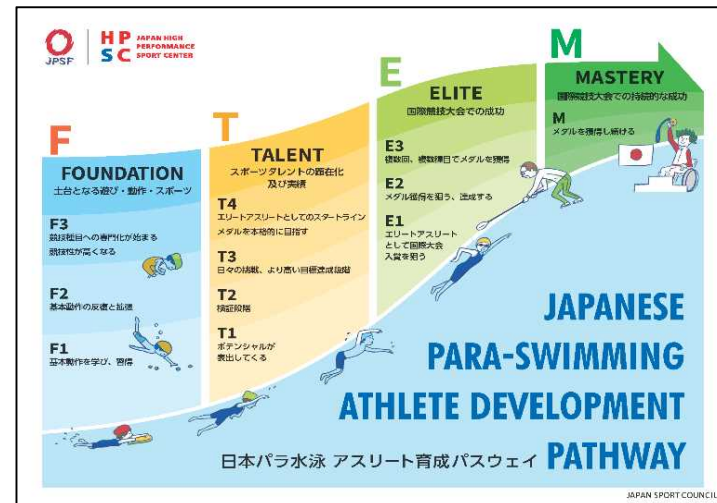 JPSF
HP SC JAPAN HIGH PERFORMANCE SPORT CENTER
F
FOUNDATION
土台となる遊び・動作・スポーツ
F3
競技種目への専門化が始まる
競技性が高くなる
F2
基本動作の反復と拡張
F1
基本動作を学び、習得
T
TALENT
スポーツタレントの顕在化
及び実績
T4
エリートアスリートとしてのスタートライン
メダルを本格的に目指す
T3
日々の挑戦、より高い目標達成段階
T2
検証段階
T1
ポテンシャルが
表出してくる
E
ELITE
国際競技大会での成功
E3
複数回、複数種目でメダルを獲得
E2
メダル獲得を狙う、達成する
E1
エリートアスリート
として国際大会
入賞を狙う
M
MASTERY
国際競技大会での持続的な成功
M
メダルを獲得し続ける
JAPANESE
PARA-SWIMMING
ATHLETE DEVELOPMENT
PATHWAY
日本パラ水泳 アスリート育成パスウェイ
JAPAN SPORT COUNCIL